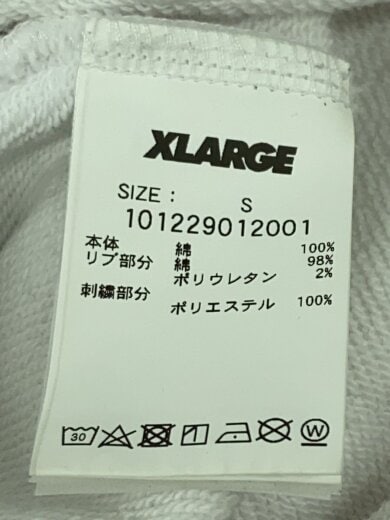 XLARGE
SIZE : S
101229012001
本体 綿 100%
リブ部分 綿 98%
ポリウレタン 2%
刺繍部分
ポリエステル 100%
30
W